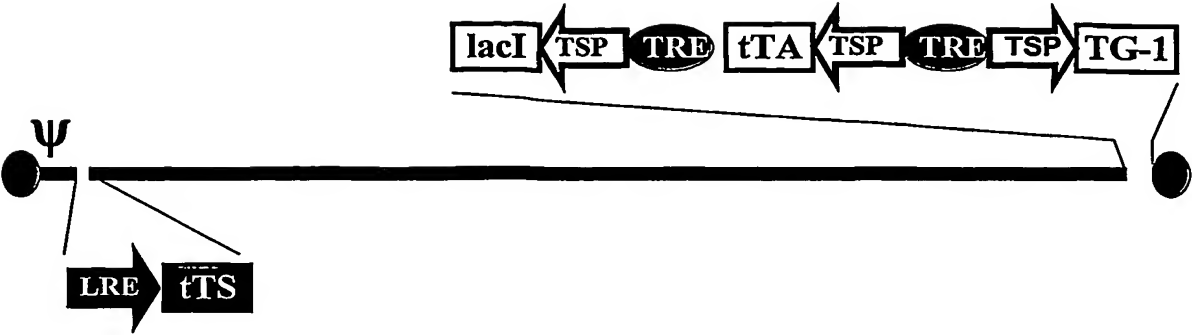 lacI TSP TRE tTA TSP TRE TSP TG-1
Ψ
LRE tTS